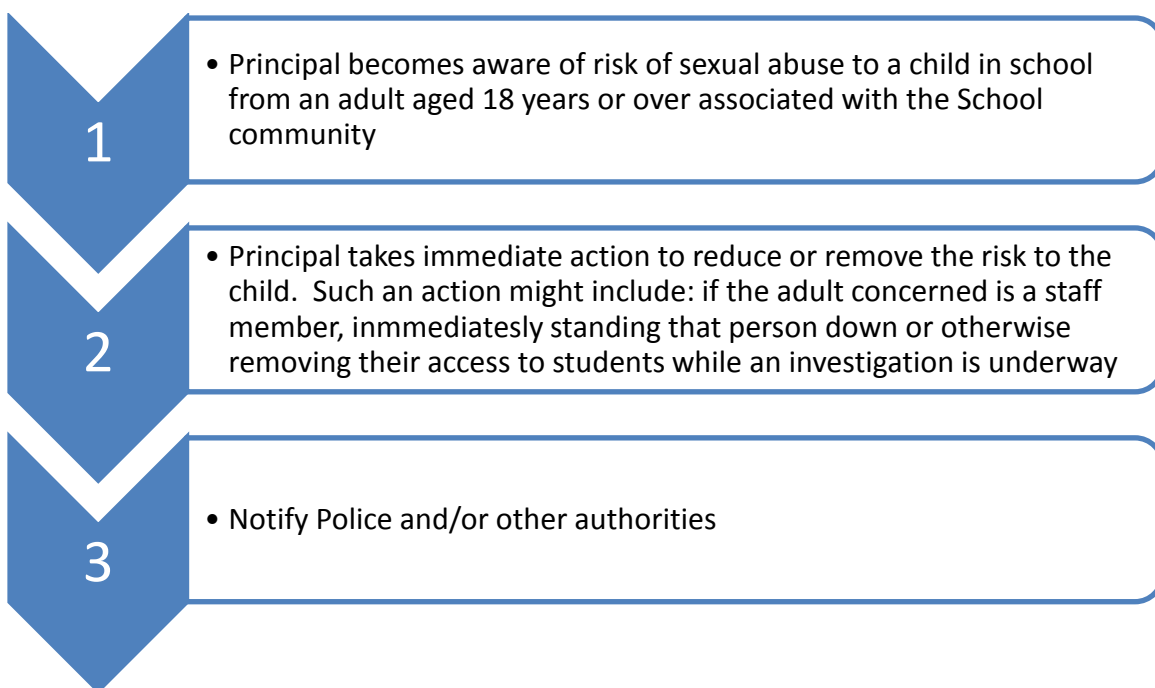 1
• Principal becomes aware of risk of sexual abuse to a child in school
from an adult aged 18 years or over associated with the School
community
2
• Principal takes immediate action to reduce or remove the risk to the
child.  Such an action might include: if the adult concerned is a staff
member, inmmediatesly standing that person down or otherwise
removing their access to students while an investigation is underway
3
• Notify Police and/or other authorities